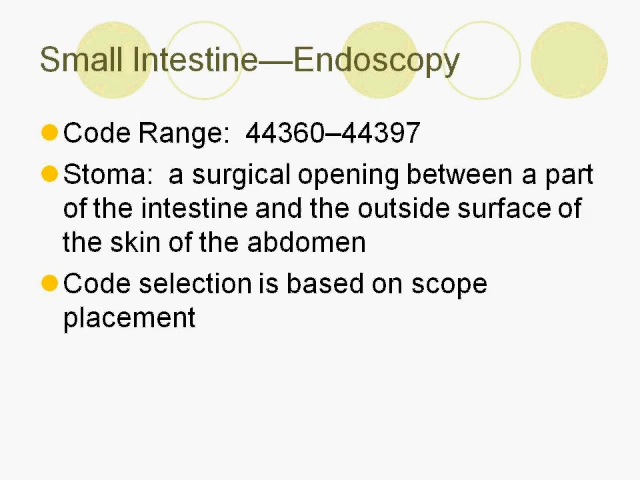 Small Intestine—Endoscopy
Code Range:  44360–44397
Stoma:  a surgical opening between a part
of the intestine and the outside surface of
the skin of the abdomen
Code selection is based on scope
placement